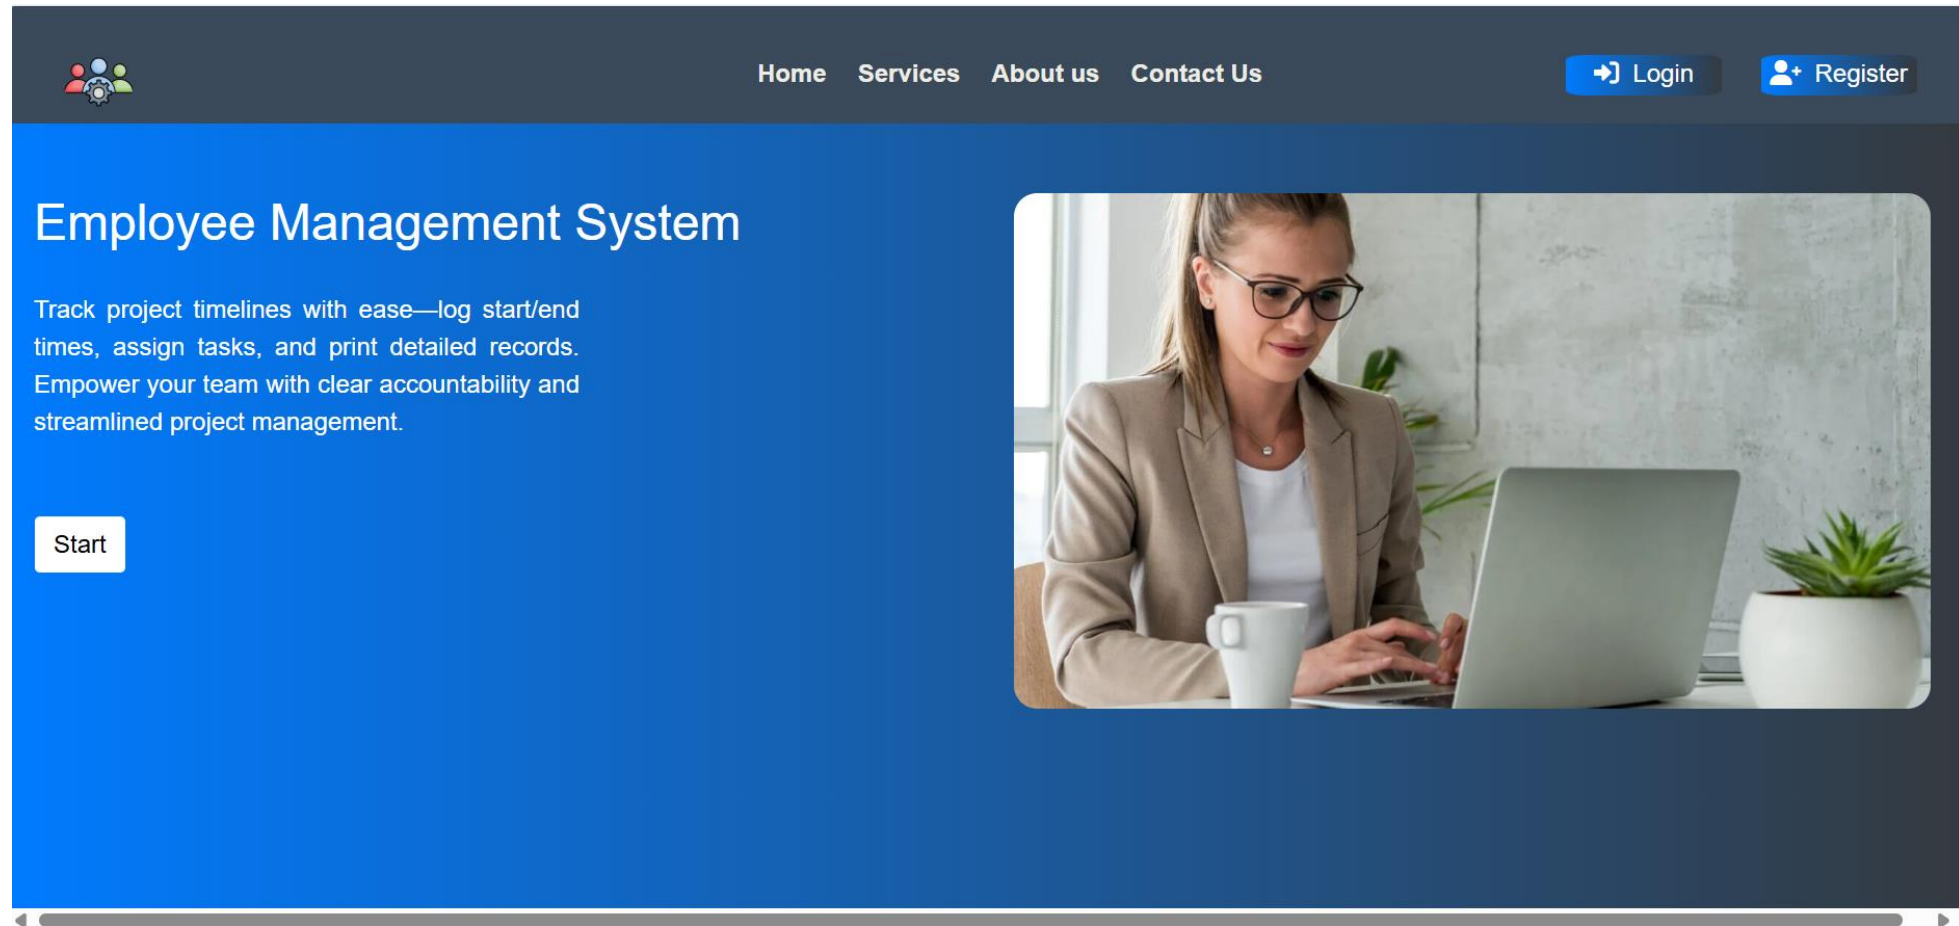 Home Services About us Contact Us Login Register
Employee Management System
Track project timelines with ease—log start/end
times, assign tasks, and print detailed records.
Empower your team with clear accountability and
streamlined project management.
Start